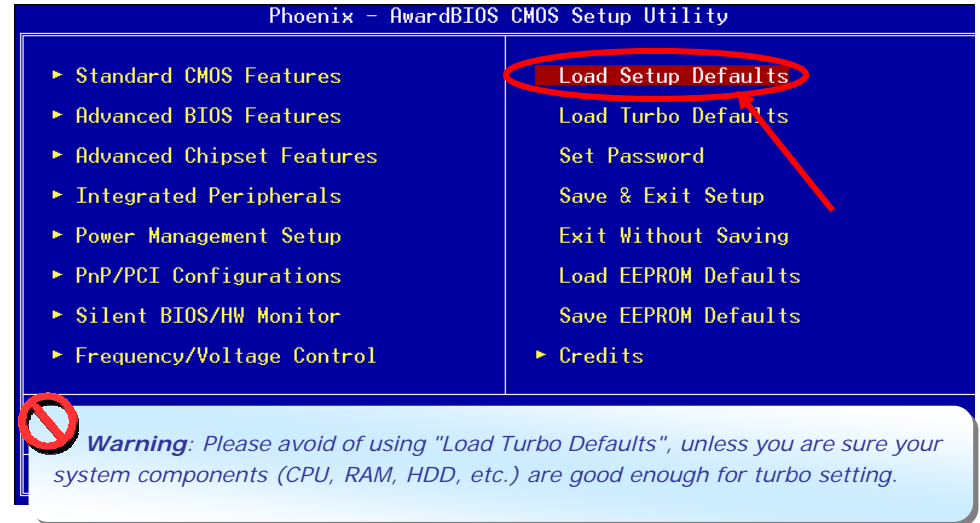 Phoenix - AwardBIOS CMOS Setup Utility
► Standard CMOS Features
► Advanced BIOS Features
► Advanced Chipset Features
► Integrated Peripherals
► Power Management Setup
► PnP/PCI Configurations
► Silent BIOS/HW Monitor
► Frequency/Voltage Control
Load Setup Defaults
Load Turbo Defaults
Set Password
Save & Exit Setup
Exit Without Saving
Load EEPROM Defaults
Save EEPROM Defaults
► Credits
Warning: Please avoid of using "Load Turbo Defaults", unless you are sure your
system components (CPU, RAM, HDD, etc.) are good enough for turbo setting.